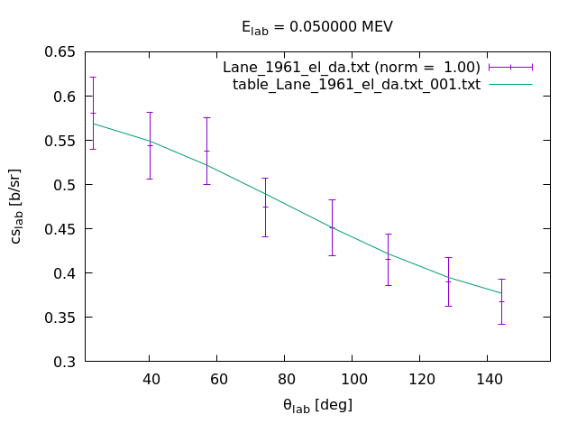 E_lab = 0.050000 MEV
Lane_1961_el_da.txt (norm = 1.00)
table_Lane_1961_el_da.txt_001.txt
0.65
0.6
0.55
0.5
0.45
0.4
0.35
0.3
cs_lab [b/sr]
40 60 80 100 120 140
θ_lab [deg]